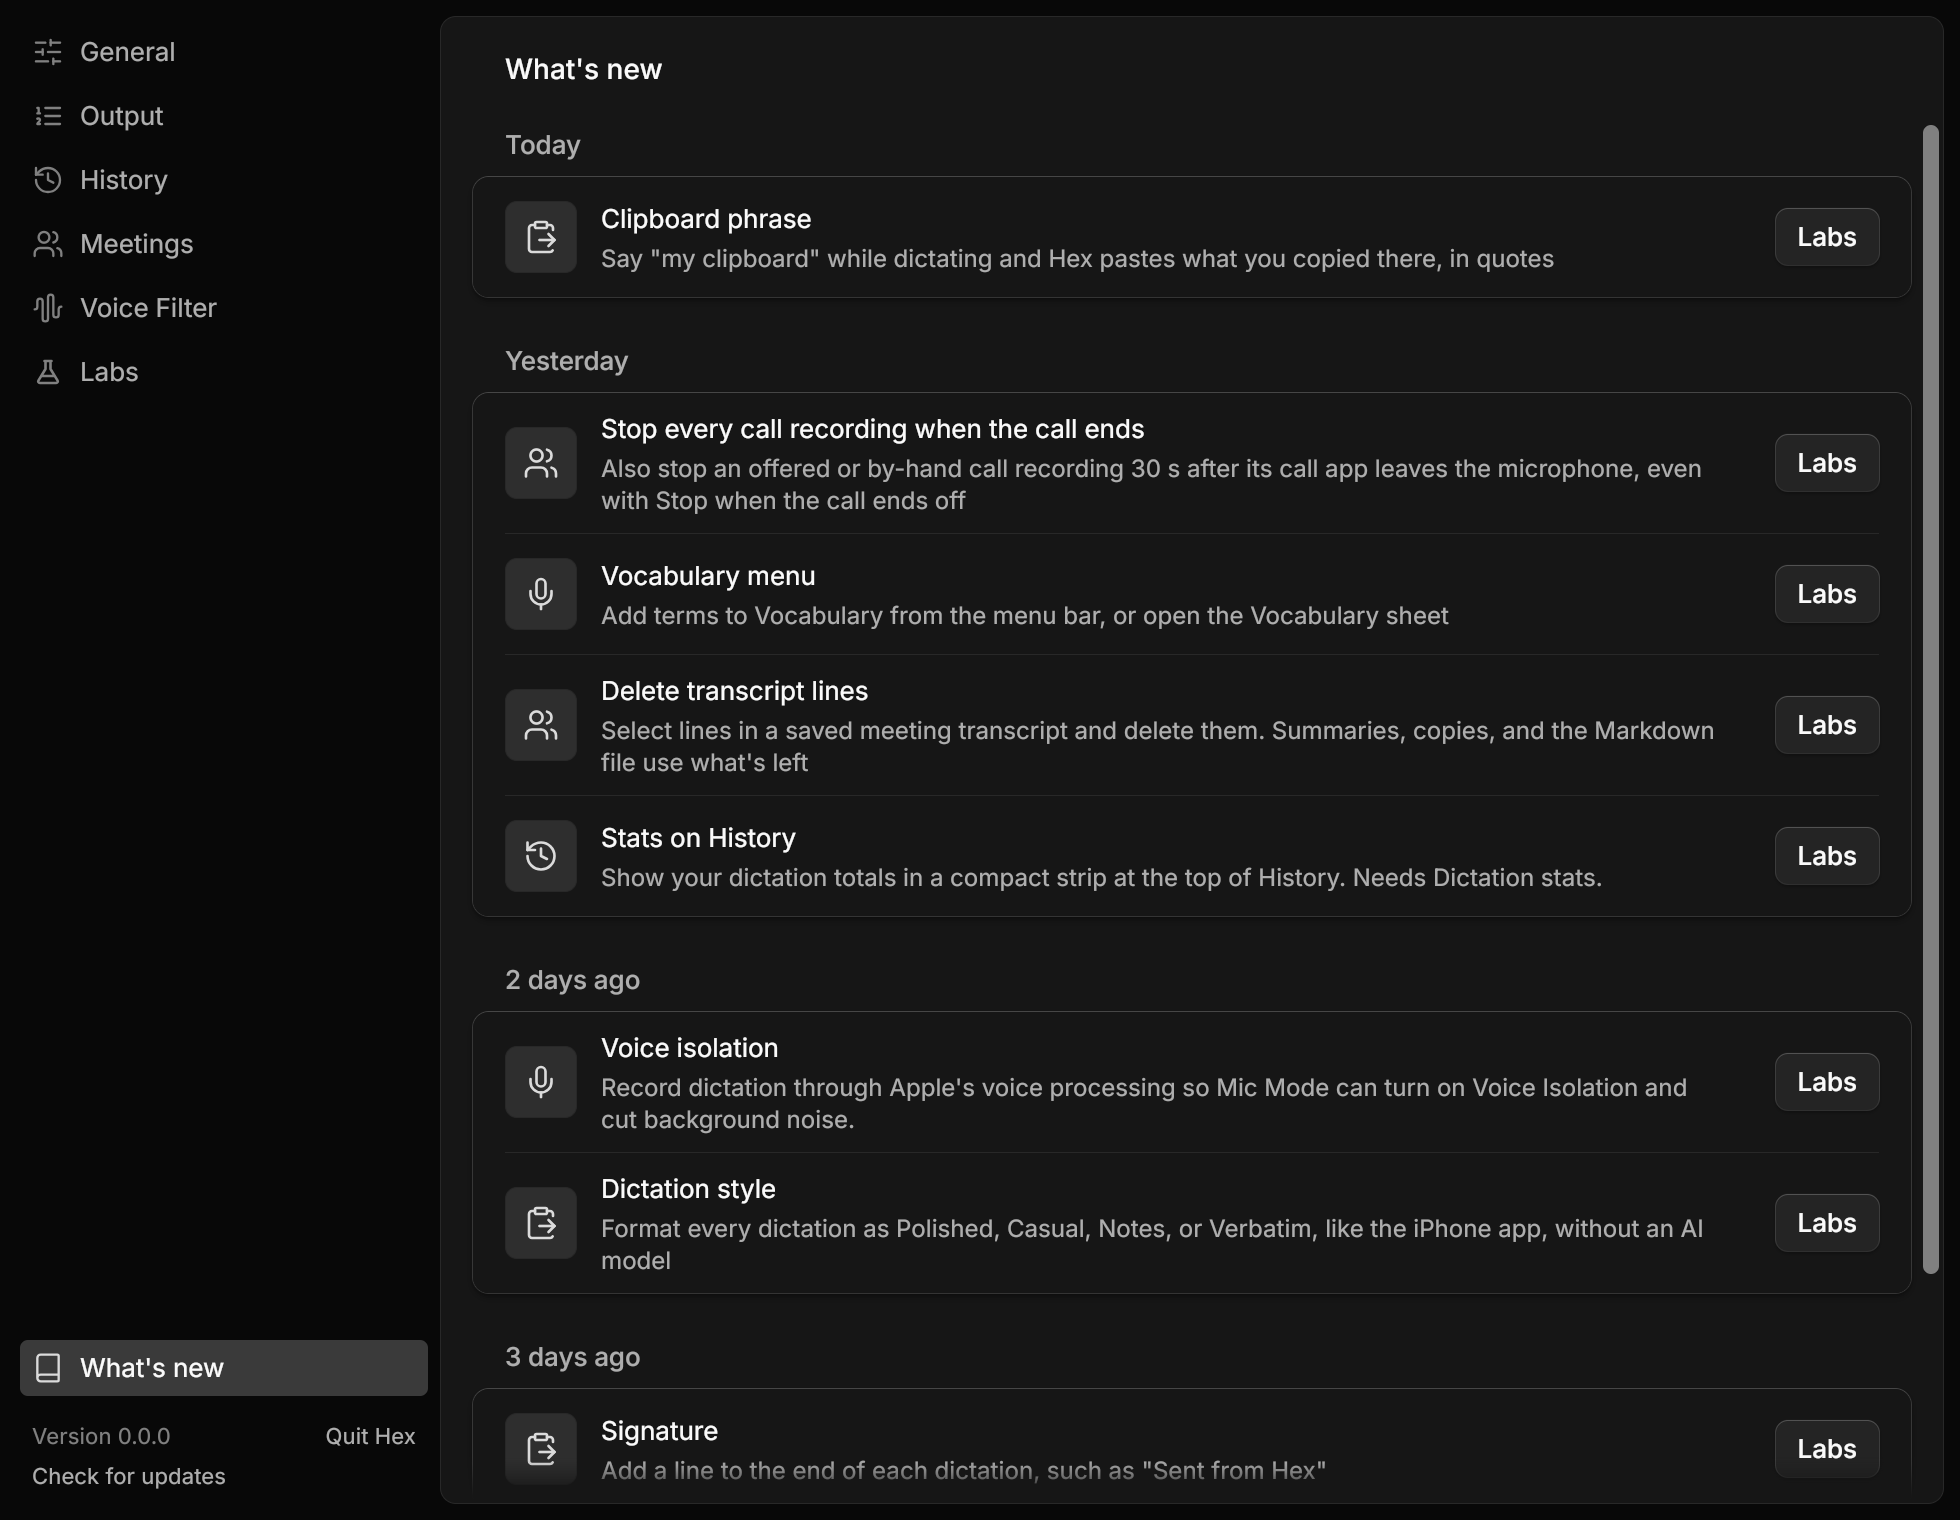 General
Output
History
Meetings
Voice Filter
Labs
What's new
Version 0.0.0
Quit Hex
Check for updates
What's new
Today
Clipboard phrase
Say "my clipboard" while dictating and Hex pastes what you copied there, in quotes
Labs
Yesterday
Stop every call recording when the call ends
Also stop an offered or by-hand call recording 30 s after its call app leaves the microphone, even
with Stop when the call ends off
Labs
Vocabulary menu
Add terms to Vocabulary from the menu bar, or open the Vocabulary sheet
Labs
Delete transcript lines
Select lines in a saved meeting transcript and delete them. Summaries, copies, and the Markdown
file use what's left
Labs
Stats on History
Show your dictation totals in a compact strip at the top of History. Needs Dictation stats.
Labs
2 days ago
Voice isolation
Record dictation through Apple's voice processing so Mic Mode can turn on Voice Isolation and
cut background noise.
Labs
Dictation style
Format every dictation as Polished, Casual, Notes, or Verbatim, like the iPhone app, without an AI
model
Labs
3 days ago
Signature
Add a line to the end of each dictation, such as "Sent from Hex"
Labs